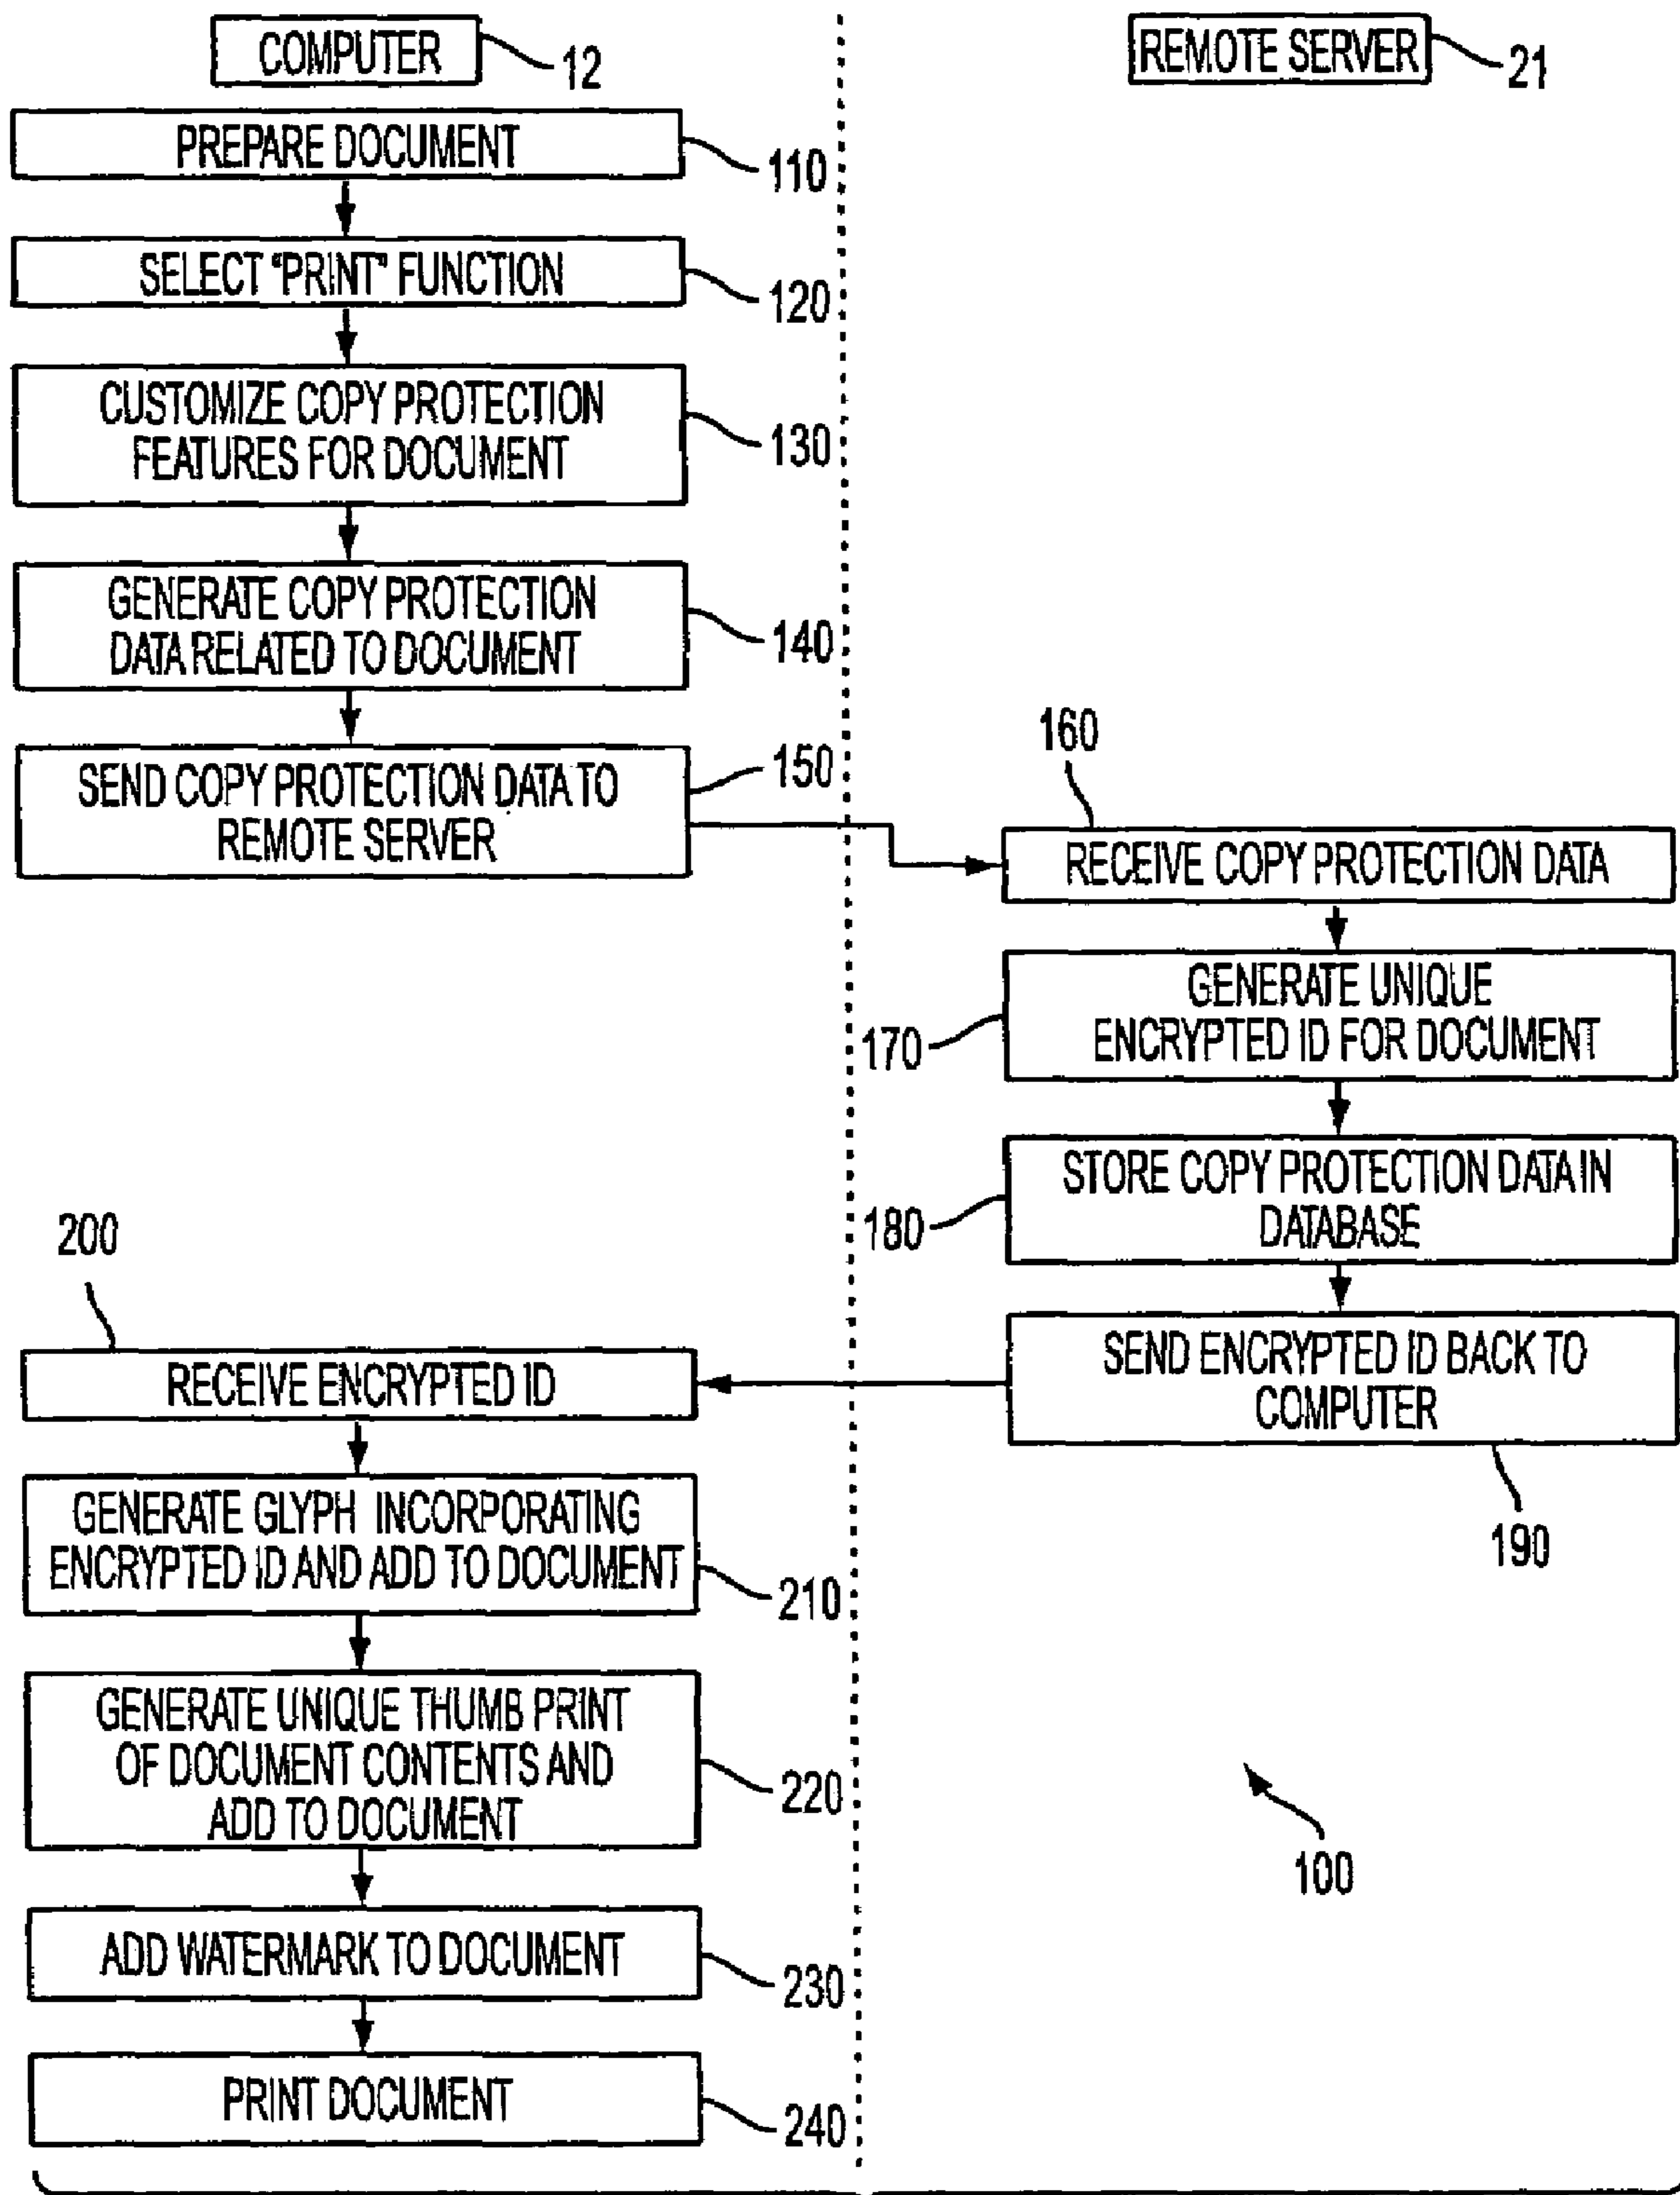 COMPUTER
12
REMOTE SERVER
21
PREPARE DOCUMENT
110
SELECT "PRINT" FUNCTION
120
CUSTOMIZE COPY PROTECTION
FEATURES FOR DOCUMENT
130
GENERATE COPY PROTECTION
DATA RELATED TO DOCUMENT
140
SEND COPY PROTECTION DATA TO
REMOTE SERVER
150
160
RECEIVE COPY PROTECTION DATA
GENERATE UNIQUE
ENCRYPTED ID FOR DOCUMENT
170
STORE COPY PROTECTION DATA IN
DATABASE
180
SEND ENCRYPTED ID BACK TO
COMPUTER
190
200
RECEIVE ENCRYPTED ID
GENERATE GLYPH INCORPORATING
ENCRYPTED ID AND ADD TO DOCUMENT
210
GENERATE UNIQUE THUMB PRINT
OF DOCUMENT CONTENTS AND
ADD TO DOCUMENT
220
100
ADD WATERMARK TO DOCUMENT
230
PRINT DOCUMENT
240